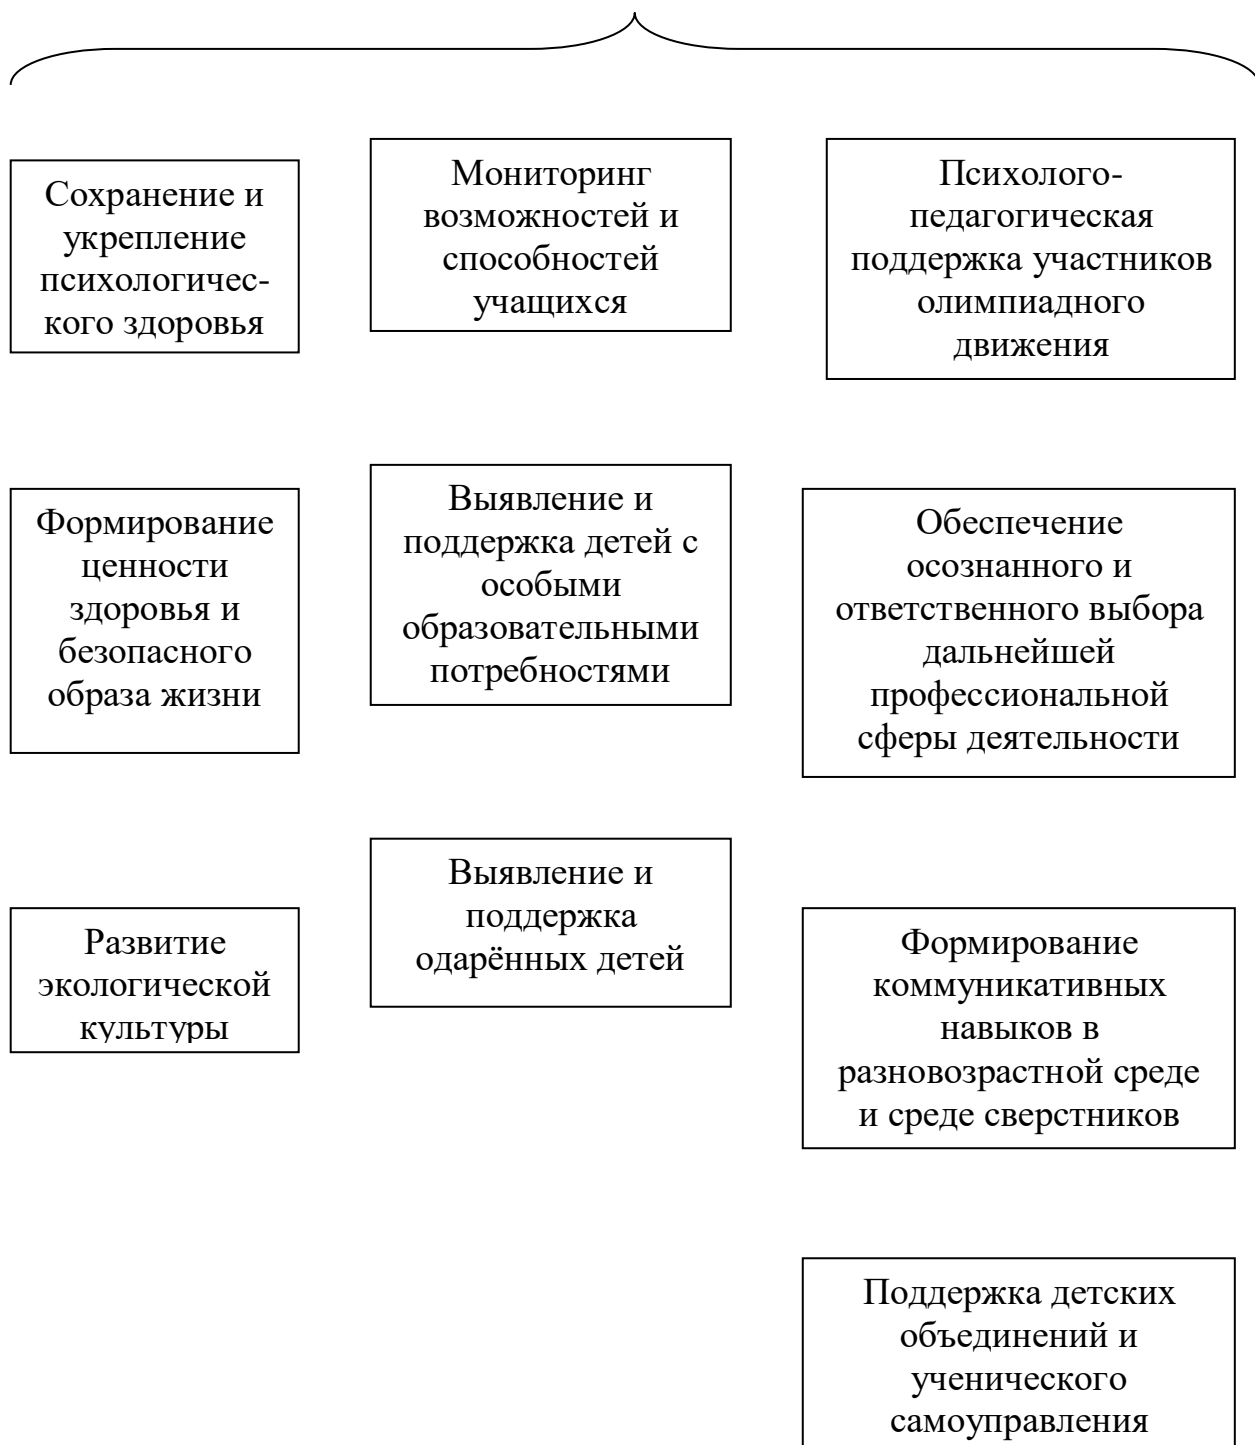 Сохранение и
укрепление
психологичес-
кого здоровья
Мониторинг
возможностей и
способностей
учащихся
Психолого-
педагогическая
поддержка участников
олимпиадного
движения
Формирование
ценности
здоровья и
безопасного
образа жизни
Выявление и
поддержка детей с
особыми
образовательными
потребностями
Обеспечение
осознанного и
ответственного выбора
дальнейшей
профессиональной
сферы деятельности
Развитие
экологической
культуры
Выявление и
поддержка
одарённых детей
Формирование
коммуникативных
навыков в
разновозрастной среде
и среде сверстников
Поддержка детских
объединений и
ученического
самоуправления